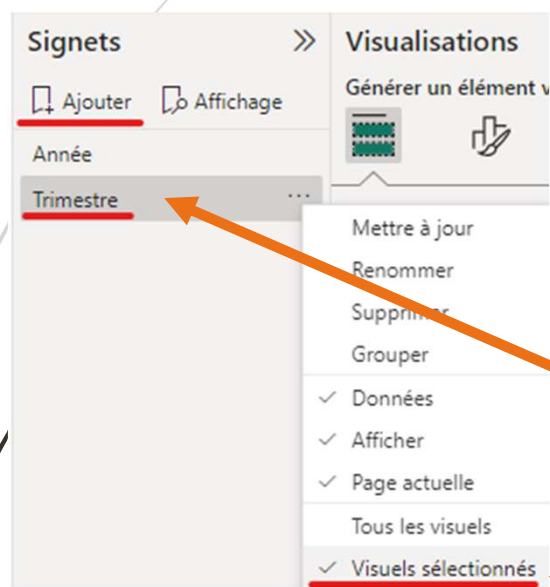 Signets
Visualisations
Ajouter
Affichage
Générer un élément v
Année
Trimestre
Mettre à jour
Renommer
Supprimer
Grouper
Données
Afficher
Page actuelle
Tous les visuels
Visuels sélectionnés